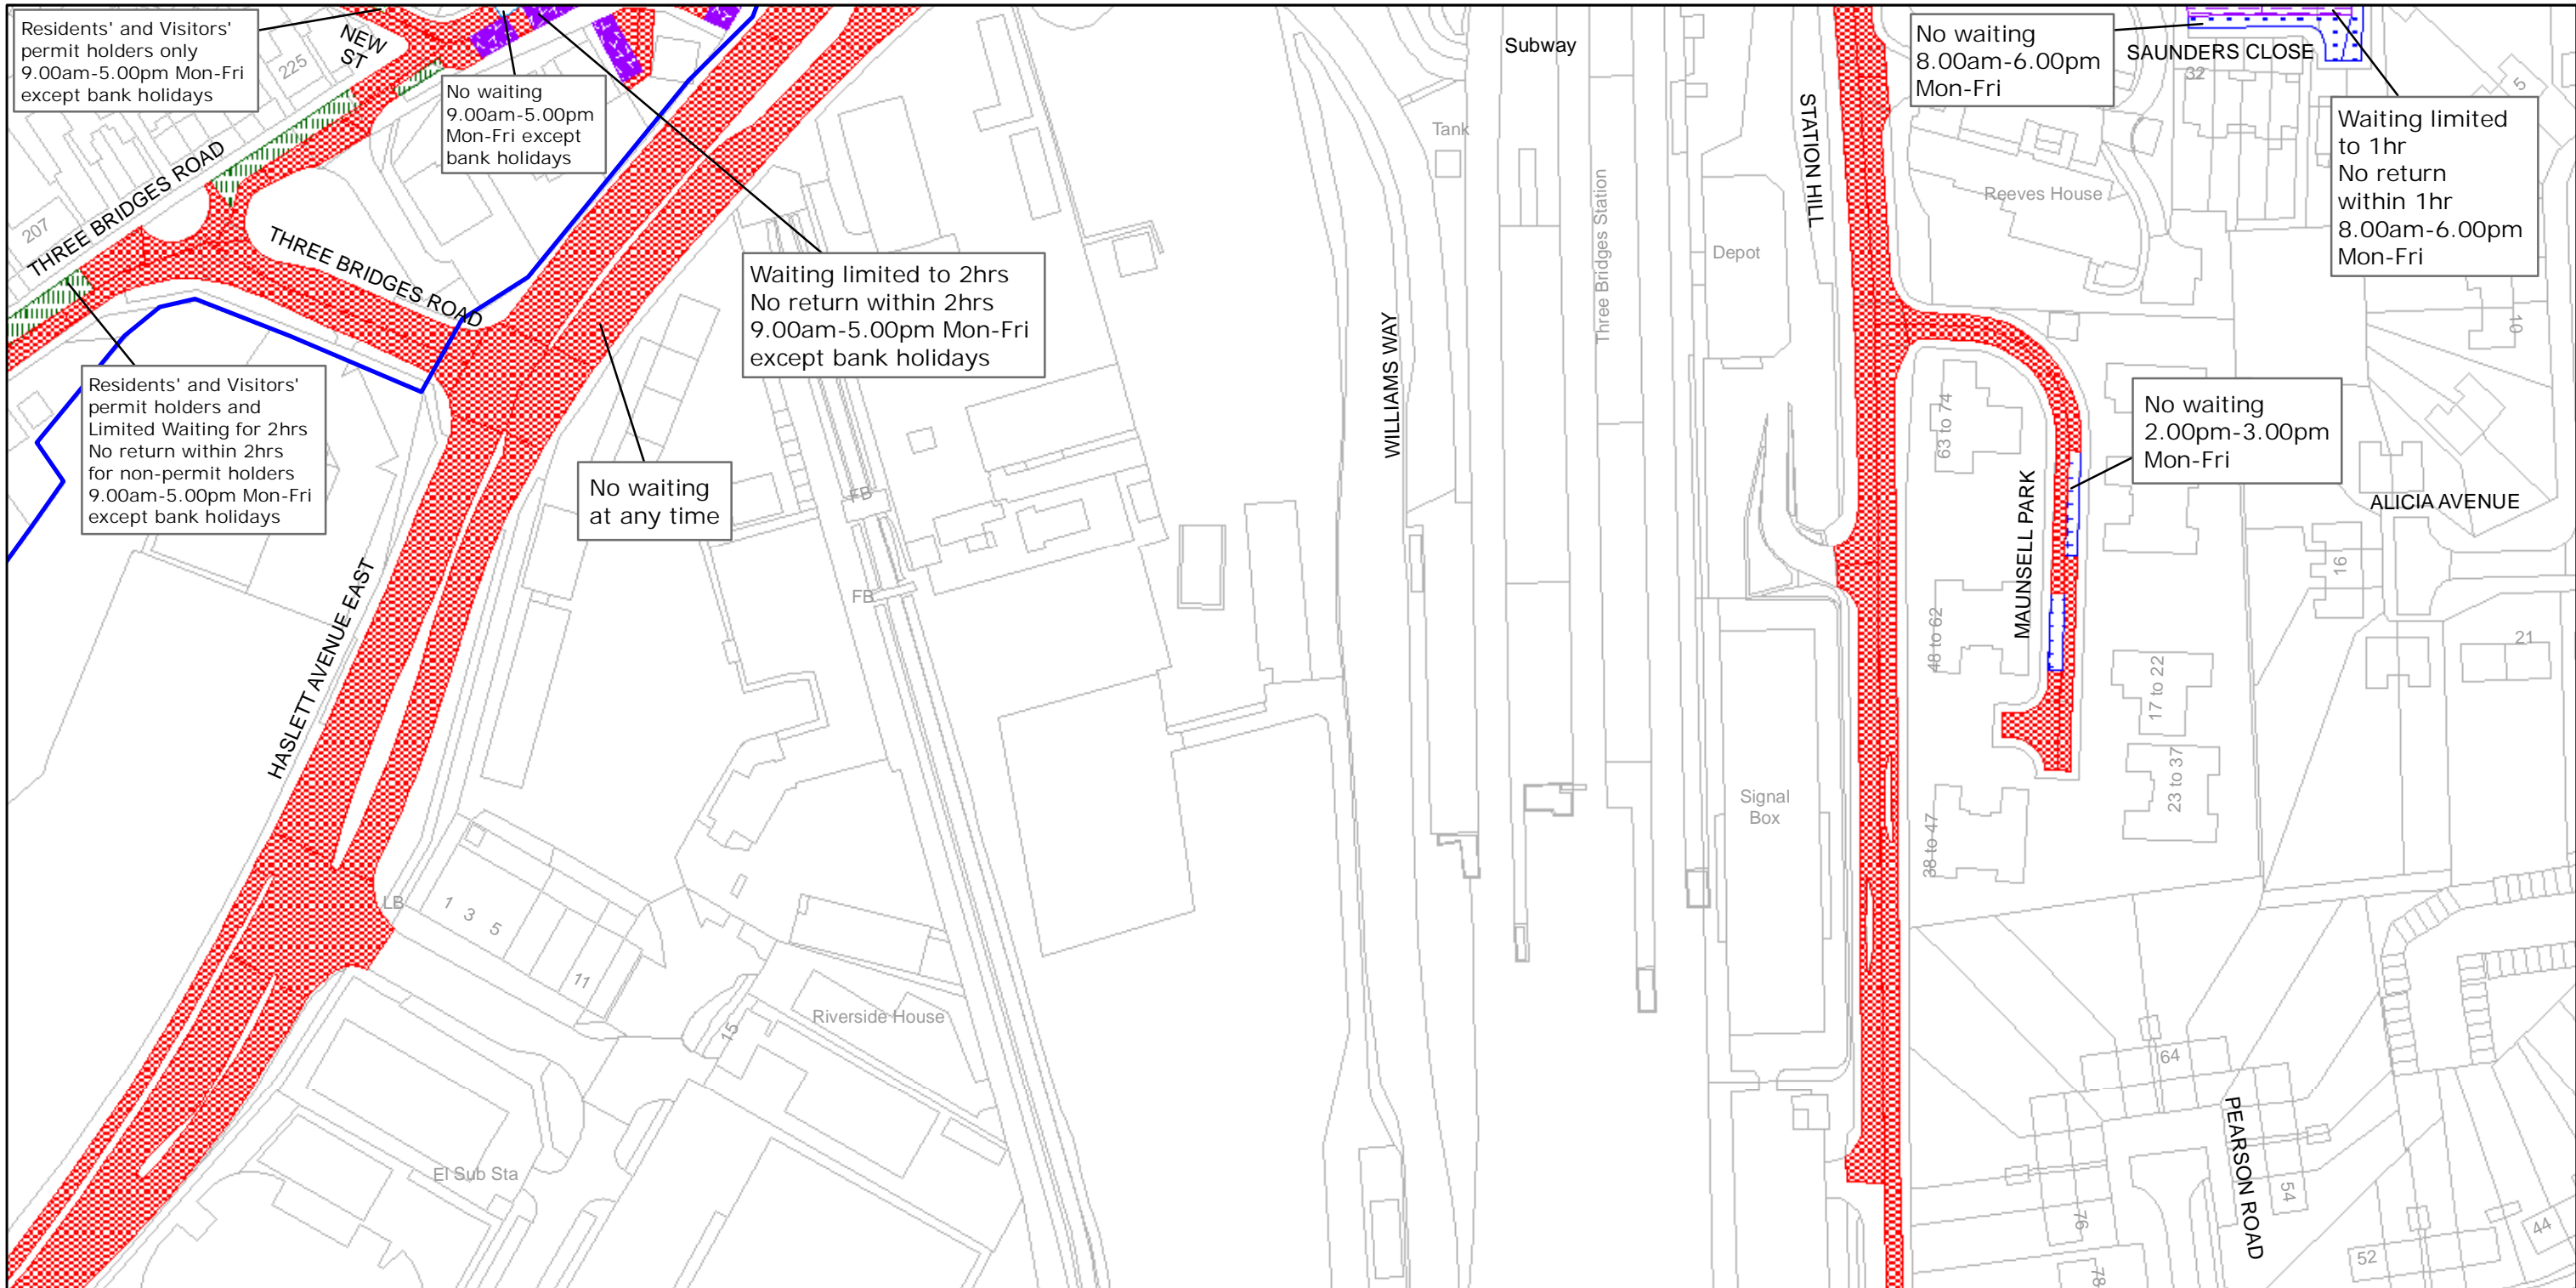 Residents' and Visitors'
permit holders only
9.00am-5.00pm Mon-Fri
except bank holidays
NEW
ST
225
No waiting
9.00am-5.00pm
Mon-Fri except
bank holidays
THREE BRIDGES ROAD
207
THREE BRIDGES ROAD
Waiting limited to 2hrs
No return within 2hrs
9.00am-5.00pm Mon-Fri
except bank holidays
Residents' and Visitors'
permit holders and
Limited Waiting for 2hrs
No return within 2hrs
for non-permit holders
9.00am-5.00pm Mon-Fri
except bank holidays
No waiting
at any time
HASLETT AVENUE EAST
FB
FB
LB
1
3
5
11
15
Riverside House
El Sub Sta
Subway
Tank
Three Bridges Station
WILLIAMS WAY
Depot
STATION HILL
Signal
Box
No waiting
8.00am-6.00pm
Mon-Fri
SAUNDERS CLOSE
32
5
Waiting limited
to 1hr
No return
within 1hr
8.00am-6.00pm
Mon-Fri
Reeves House
10
63 to 74
No waiting
2.00pm-3.00pm
Mon-Fri
MAUNSELL PARK
ALICIA AVENUE
16
48 to 62
21
17 to 22
23 to 37
38 to 47
64
PEARSON ROAD
54
76
44
52
78